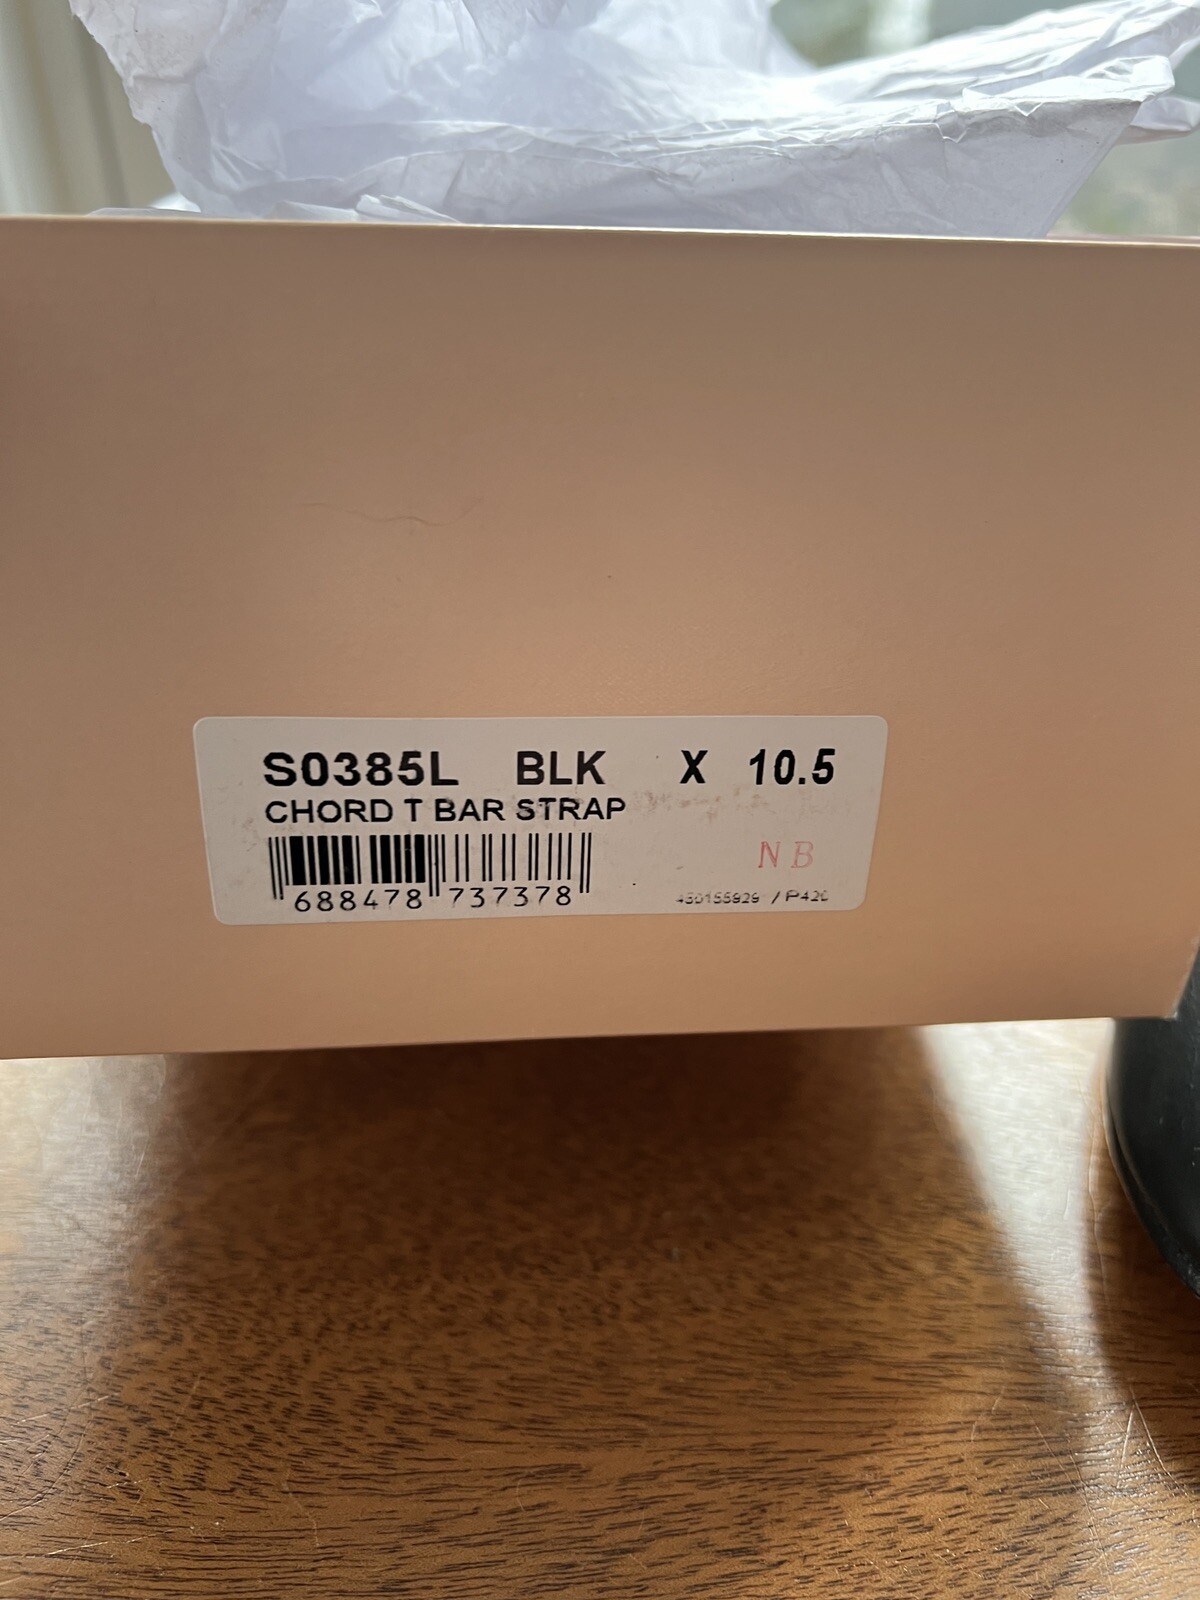 S0385L BLK X 10.5
CHORD T BAR STRAP
NB
688478 737378